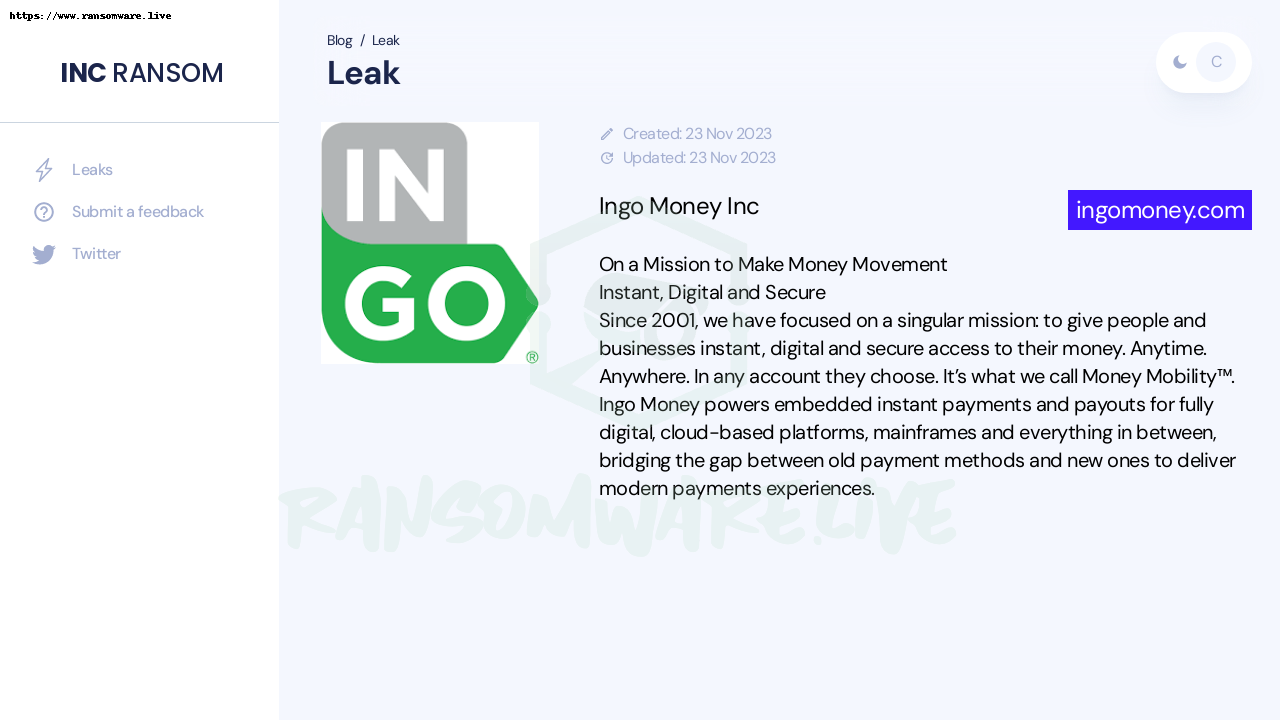 https://www.ransomware.live
INC RANSOM
Leaks
Submit a feedback
Twitter
Blog / Leak
Leak
C
IN
GO
®
Created: 23 Nov 2023
Updated: 23 Nov 2023
Ingo Money Inc
ingomoney.com
On a Mission to Make Money Movement
Instant, Digital and Secure
Since 2001, we have focused on a singular mission: to give people and
businesses instant, digital and secure access to their money. Anytime.
Anywhere. In any account they choose. It’s what we call Money Mobility™.
Ingo Money powers embedded instant payments and payouts for fully
digital, cloud-based platforms, mainframes and everything in between,
bridging the gap between old payment methods and new ones to deliver
modern payments experiences.
RANSOMWARE.LIVE